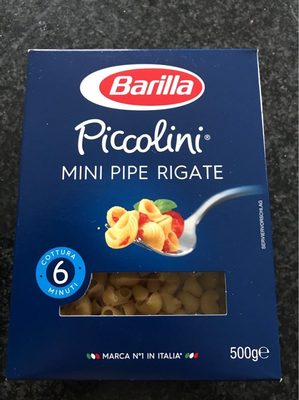 Barilla
Piccolini®
MINI PIPE RIGATE
SERVIERVORSCHLAG
COTTURA
6
MINUTI
MARCA N°1 IN ITALIA*
500g℮